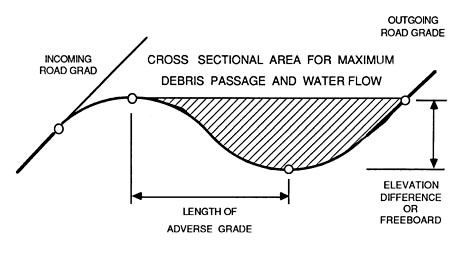 OUTGOING
ROAD GRADE
INCOMING
ROAD GRAD
CROSS SECTIONAL AREA FOR MAXIMUM
DEBRIS PASSAGE AND WATER FLOW
ELEVATION
DIFFERENCE
OR
FREEBOARD
LENGTH OF
ADVERSE GRADE